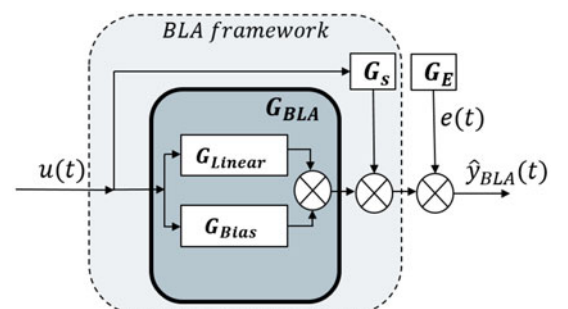 BLA framework
G_s
G_E
G_BLA
e(t)
G_Linear
u(t)
ŷ_BLA(t)
G_Bias